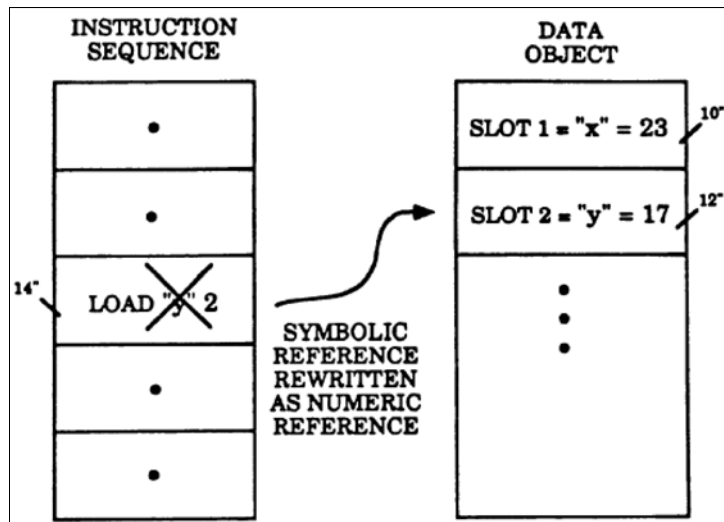 INSTRUCTION
SEQUENCE
DATA
OBJECT
SLOT 1 = "x" = 23
10"
SLOT 2 = "y" = 17
12"
14"
LOAD "y" 2
SYMBOLIC
REFERENCE
REWRITTEN
AS NUMERIC
REFERENCE